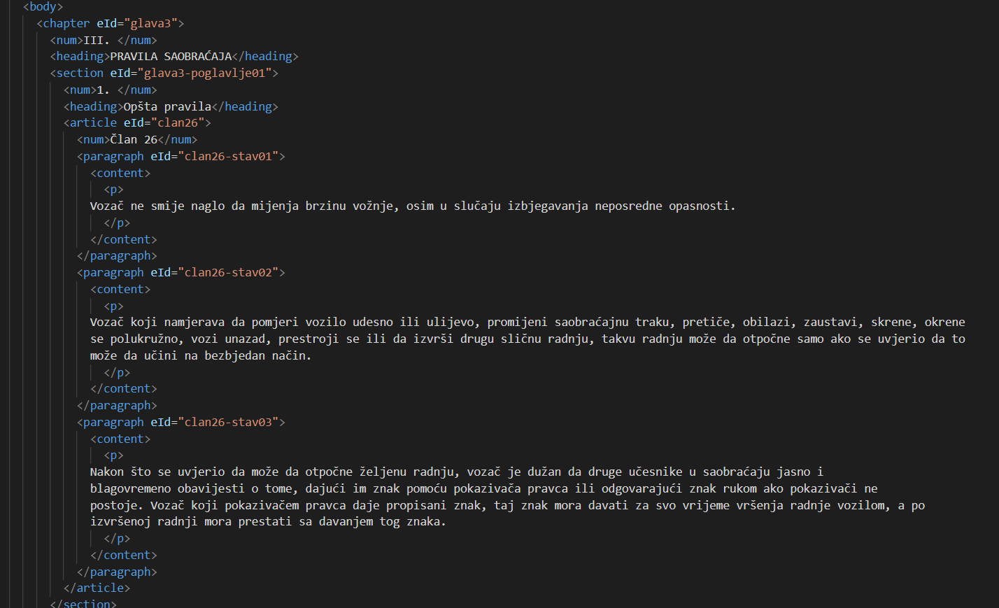 <body>
<chapter eId="glava3">
<num>III. </num>
<heading>PRAVILA SAOBRAĆAJA</heading>
<section eId="glava3-poglavlje01">
<num>1. </num>
<heading>Opšta pravila</heading>
<article eId="clan26">
<num>Član 26</num>
<paragraph eId="clan26-stav01">
<content>
<p>
Vozač ne smije naglo da mijenja brzinu vožnje, osim u slučaju izbjegavanja neposredne opasnosti.
</p>
</content>
</paragraph>
<paragraph eId="clan26-stav02">
<content>
<p>
Vozač koji namjerava da pomjeri vozilo udesno ili ulijevo, promijeni saobraćajnu traku, pretiče, obilazi, zaustavi, skrene, okrene
se polukružno, vozi unazad, prestroji se ili da izvrši drugu sličnu radnju, takvu radnju može da otpočne samo ako se uvjerio da to
može da učini na bezbjedan način.
</p>
</content>
</paragraph>
<paragraph eId="clan26-stav03">
<content>
<p>
Nakon što se uvjerio da može da otpočne željenu radnju, vozač je dužan da druge učesnike u saobraćaju jasno i
blagovremeno obavijesti o tome, dajući im znak pomoću pokazivača pravca ili odgovarajući znak rukom ako pokazivači ne
postoje. Vozač koji pokazivačem pravca daje propisani znak, taj znak mora davati za svo vrijeme vršenja radnje vozilom, a po
izvršenoj radnji mora prestati sa davanjem tog znaka.
</p>
</content>
</paragraph>
</article>
</section>